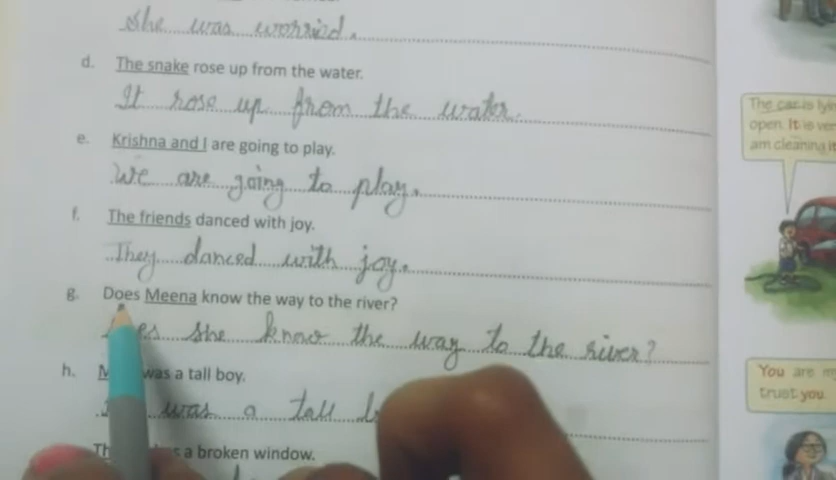 She was worried.
d. The snake rose up from the water.
It rose up from the water.
e. Krishna and I are going to play.
We are going to play.
f. The friends danced with joy.
They danced with joy.
g. Does Meena know the way to the river?
she know the way to the river?
h. was a tall boy.
was a tall
a broken window.
The car is
open. It is
am cleaning it
You are
trust you.